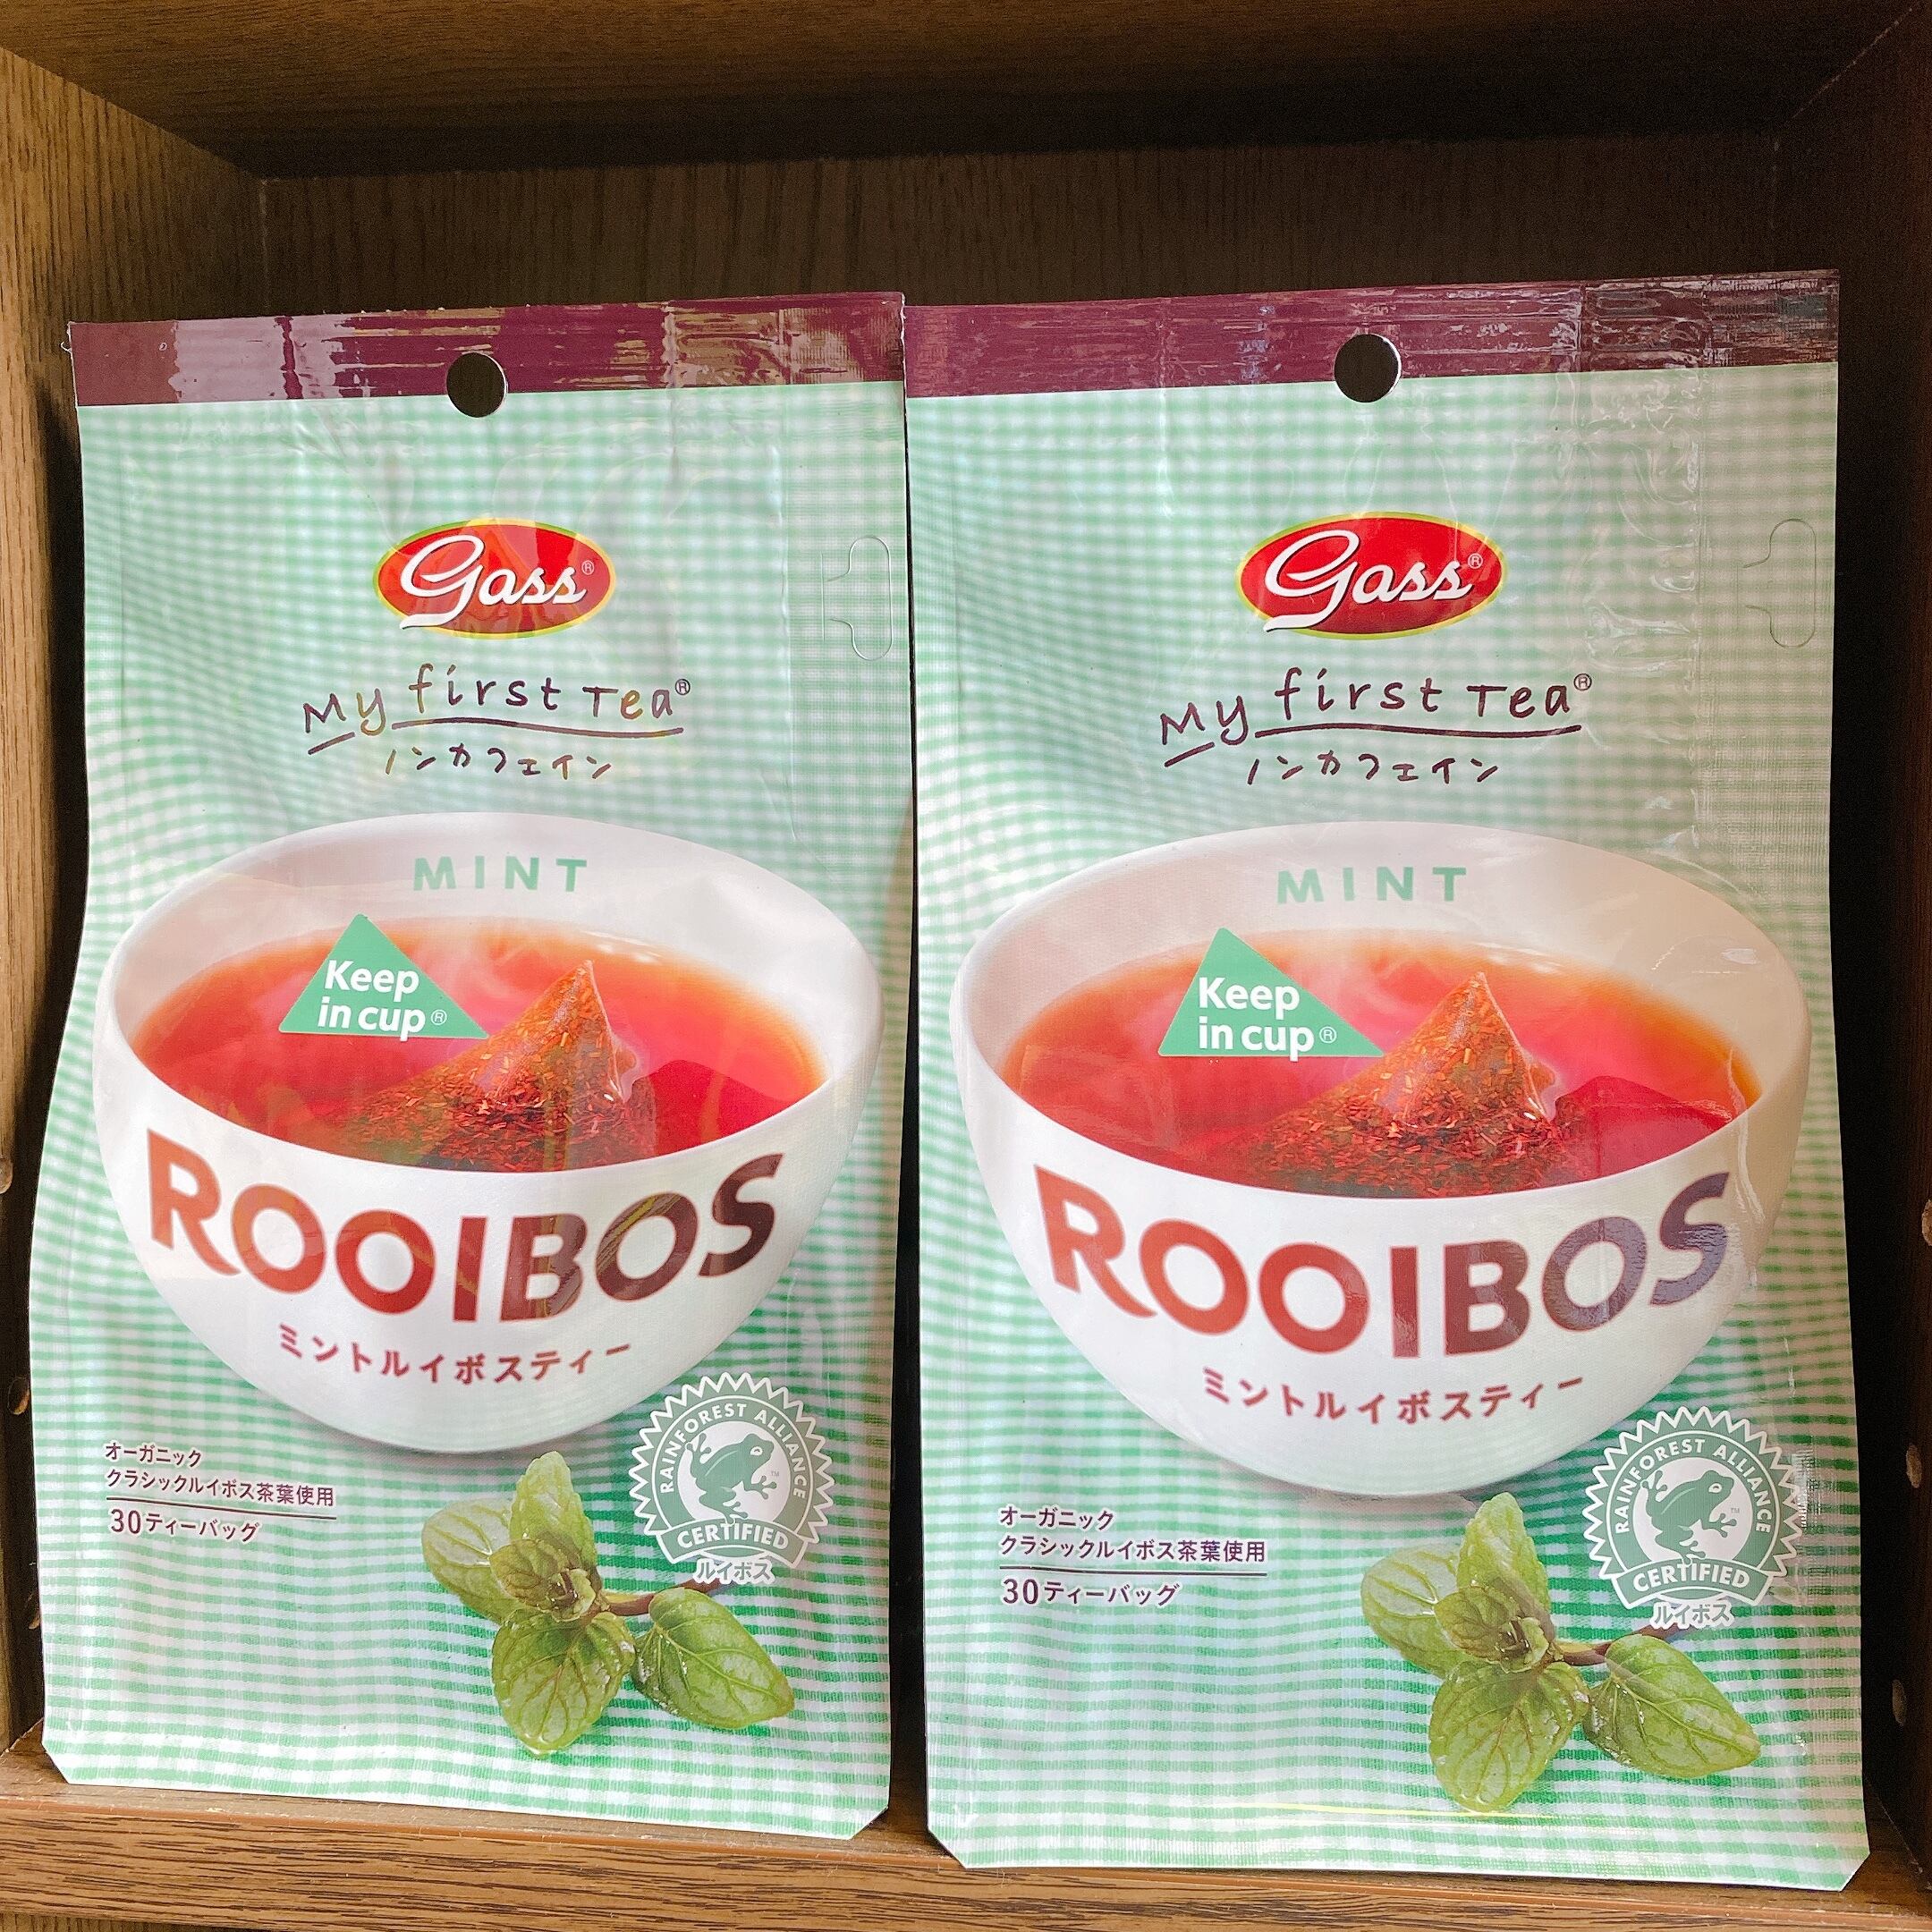 Gass®
My first Tea®
ノンカフェイン
MINT
Keep
in cup®
ROOIBOS
ミントルイボスティー
オーガニック
クラシックルイボス茶葉使用
30ティーバッグ
RAINFOREST ALLIANCE
TM
CERTIFIED
ルイボス
Gass®
My first Tea®
ノンカフェイン
MINT
Keep
in cup®
ROOIBOS
ミントルイボスティー
オーガニック
クラシックルイボス茶葉使用
30ティーバッグ
RAINFOREST ALLIANCE
TM
CERTIFIED
ルイボス